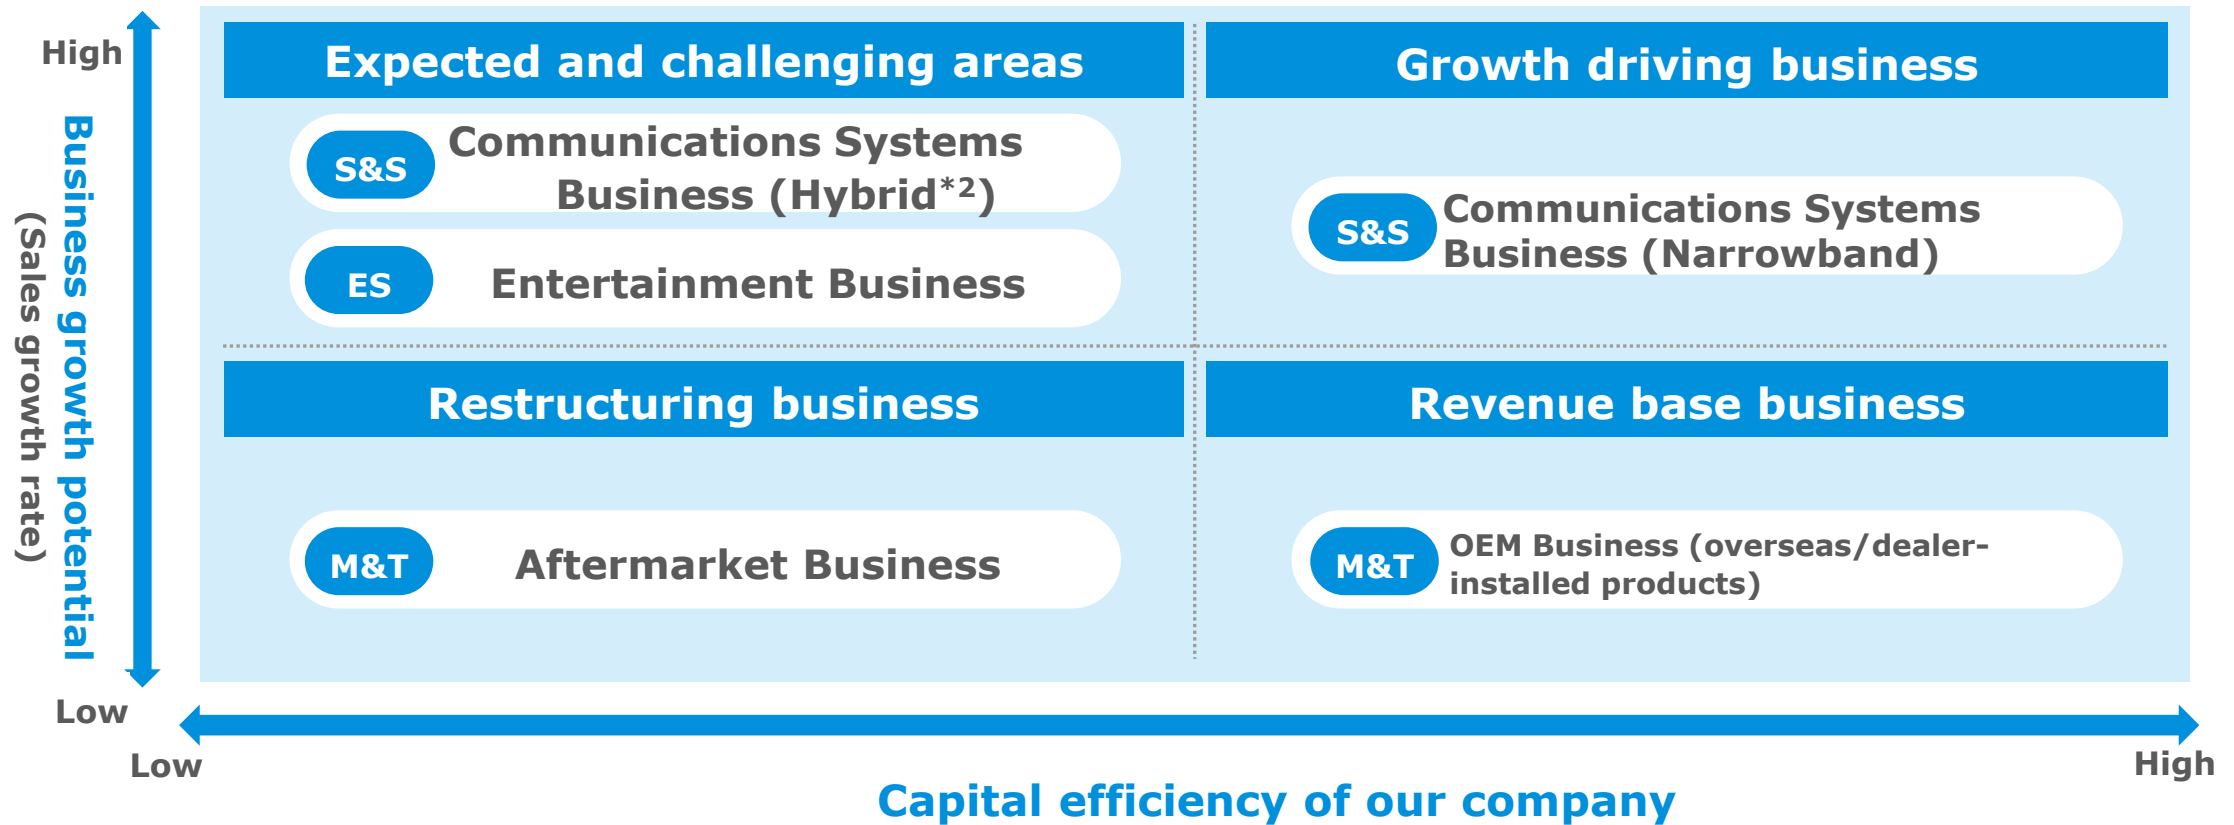 High
Business growth potential
(Sales growth rate)
Low
Expected and challenging areas
S&S
Communications Systems
Business (Hybrid*2)
ES
Entertainment Business
Growth driving business
S&S
Communications Systems
Business (Narrowband)
Restructuring business
M&T
Aftermarket Business
Revenue base business
M&T
OEM Business (overseas/dealer-
installed products)
Low
High
Capital efficiency of our company